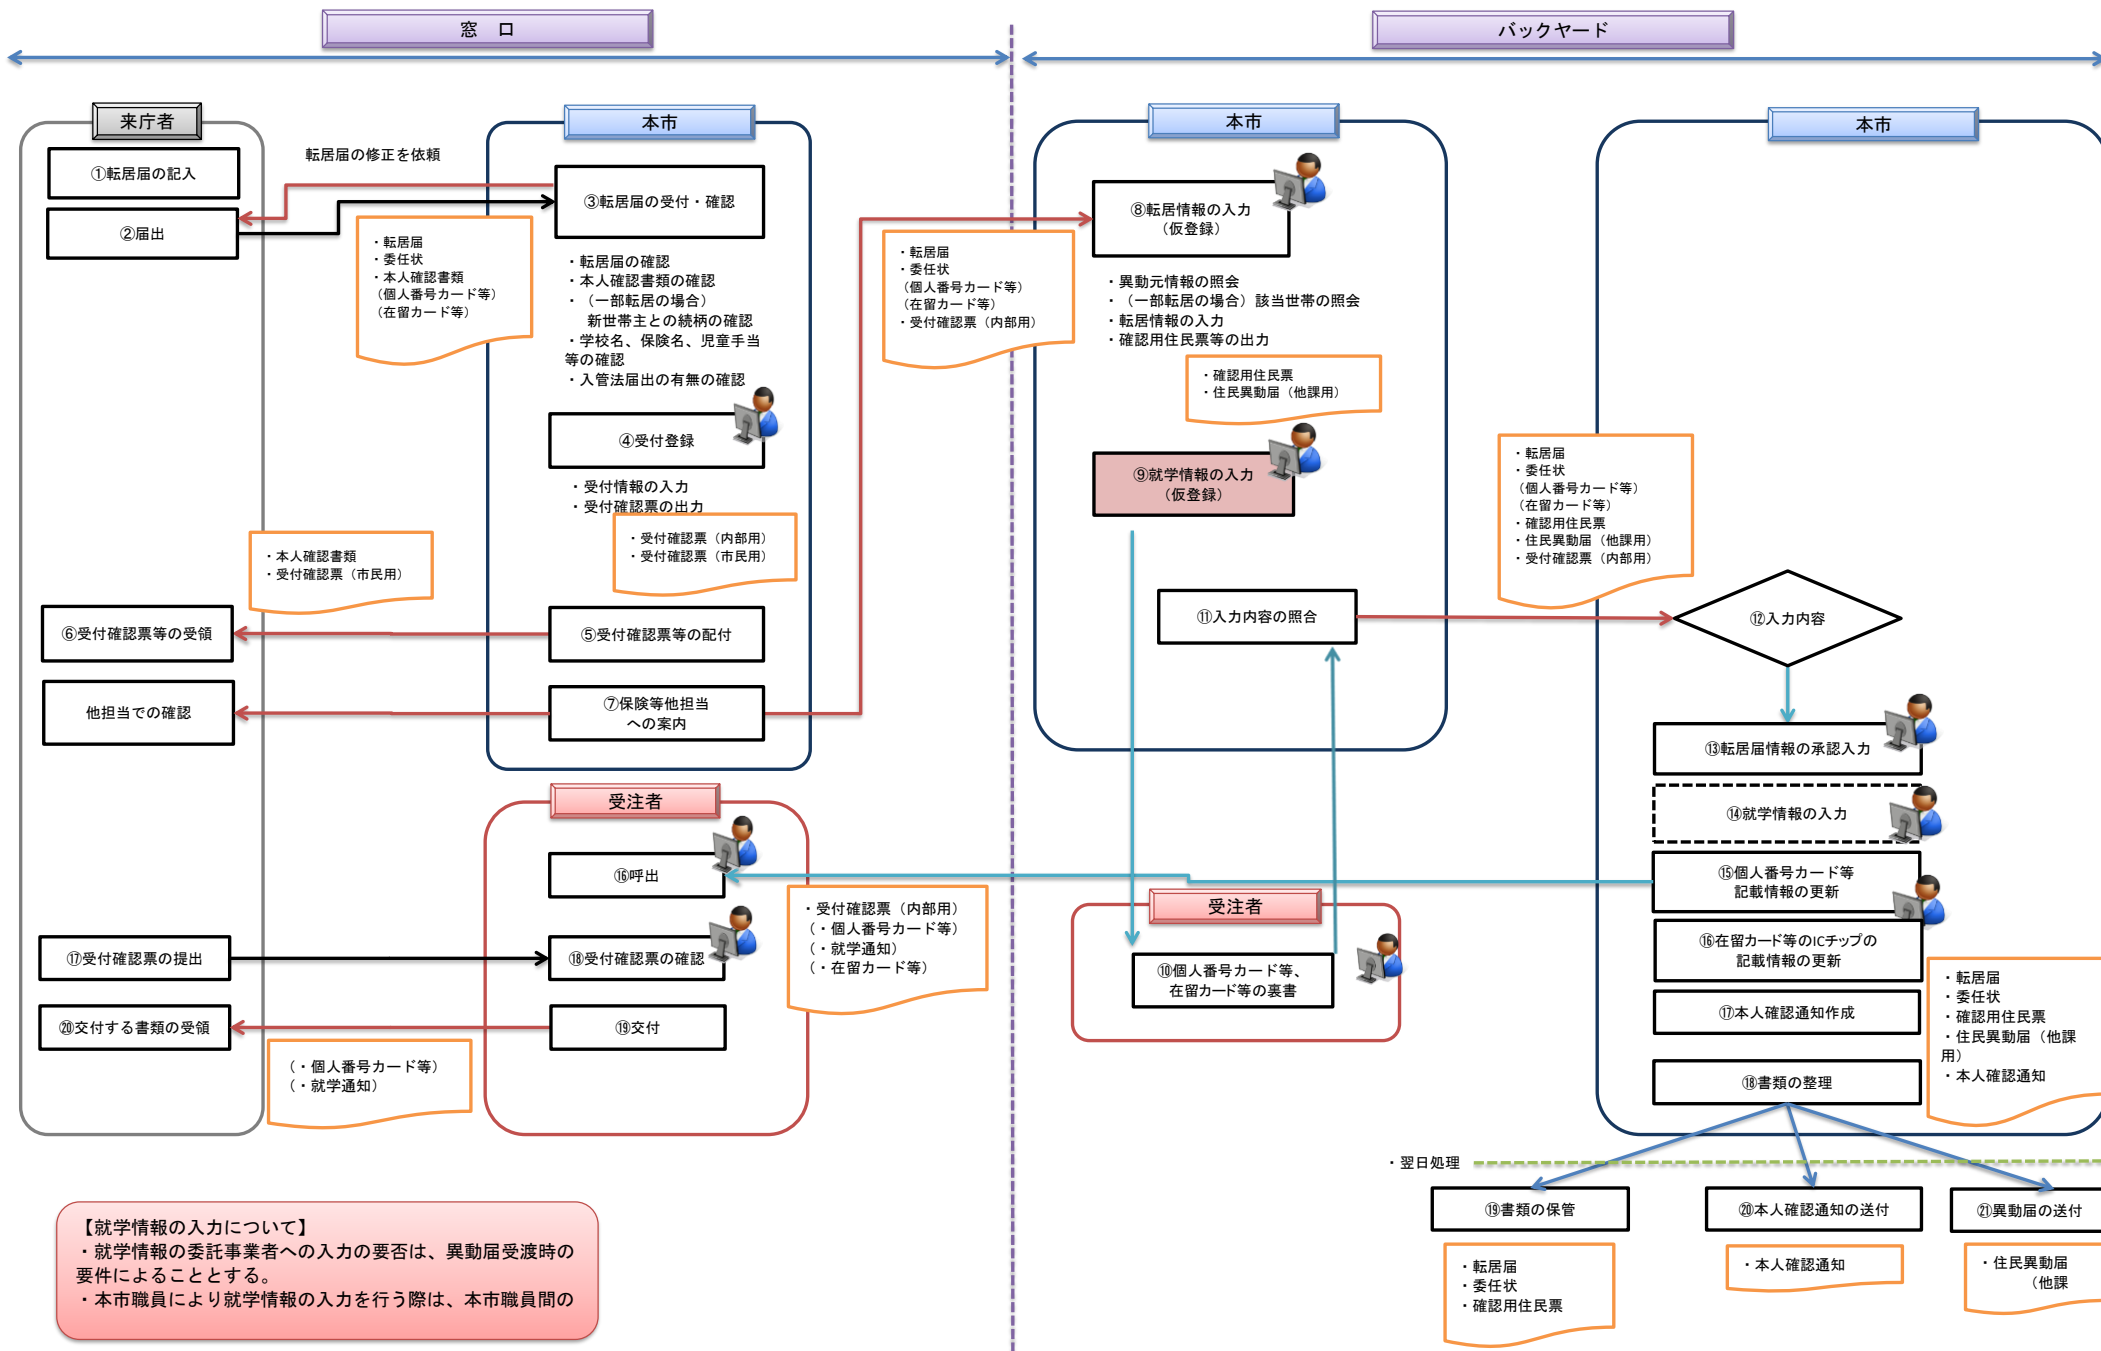 窓　口
バックヤード
来庁者
①転居届の記入
②届出
転居届の修正を依頼
・転居届
・委任状
・本人確認書類
（個人番号カード等）
（在留カード等）
本市
③転居届の受付・確認
・転居届の確認
・本人確認書類の確認
・（一部転居の場合）
新世帯主との続柄の確認
・学校名、保険名、児童手当
等の確認
・入管法届出の有無の確認
④受付登録
・受付情報の入力
・受付確認票の出力
・受付確認票（内部用）
・受付確認票（市民用）
・本人確認書類
・受付確認票（市民用）
⑥受付確認票等の受領
⑤受付確認票等の配付
他担当での確認
⑦保険等他担当
への案内
・転居届
・委任状
（個人番号カード等）
（在留カード等）
・受付確認票（内部用）
本市
⑧転居情報の入力
（仮登録）
・異動元情報の照会
・（一部転居の場合）該当世帯の照会
・転居情報の入力
・確認用住民票等の出力
・確認用住民票
・住民異動届（他課用）
⑨就学情報の入力
（仮登録）
⑪入力内容の照合
・転居届
・委任状
（個人番号カード等）
（在留カード等）
・確認用住民票
・住民異動届（他課用）
・受付確認票（内部用）
本市
⑫入力内容
⑬転居届情報の承認入力
⑭就学情報の入力
⑮個人番号カード等
記載情報の更新
⑯在留カード等のICチップの
記載情報の更新
⑰本人確認通知作成
⑱書類の整理
・転居届
・委任状
・確認用住民票
・住民異動届（他課
用）
・本人確認通知
受注者
⑩個人番号カード等、
在留カード等の裏書
受注者
⑯呼出
・受付確認票（内部用）
（・個人番号カード等）
（・就学通知）
（・在留カード等）
⑰受付確認票の提出
⑱受付確認票の確認
⑳交付する書類の受領
⑲交付
（・個人番号カード等）
（・就学通知）
・翌日処理
⑲書類の保管
⑳本人確認通知の送付
㉑異動届の送付
・転居届
・委任状
・確認用住民票
・本人確認通知
・住民異動届
（他課
【就学情報の入力について】
・就学情報の委託事業者への入力の要否は、異動届受渡時の
要件によることとする。
・本市職員により就学情報の入力を行う際は、本市職員間の